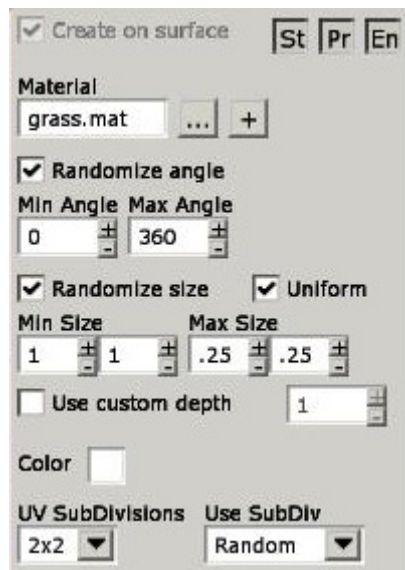 Create on surface St Pr En
Material
grass.mat ... +
Randomize angle
Min Angle Max Angle
0 + - 360 + -
Randomize size Uniform
Min Size Max Size
1 + - 1 + - .25 + - .25 + -
Use custom depth 1 + -
Color
UV SubDivisions Use SubDiv
2x2 Random